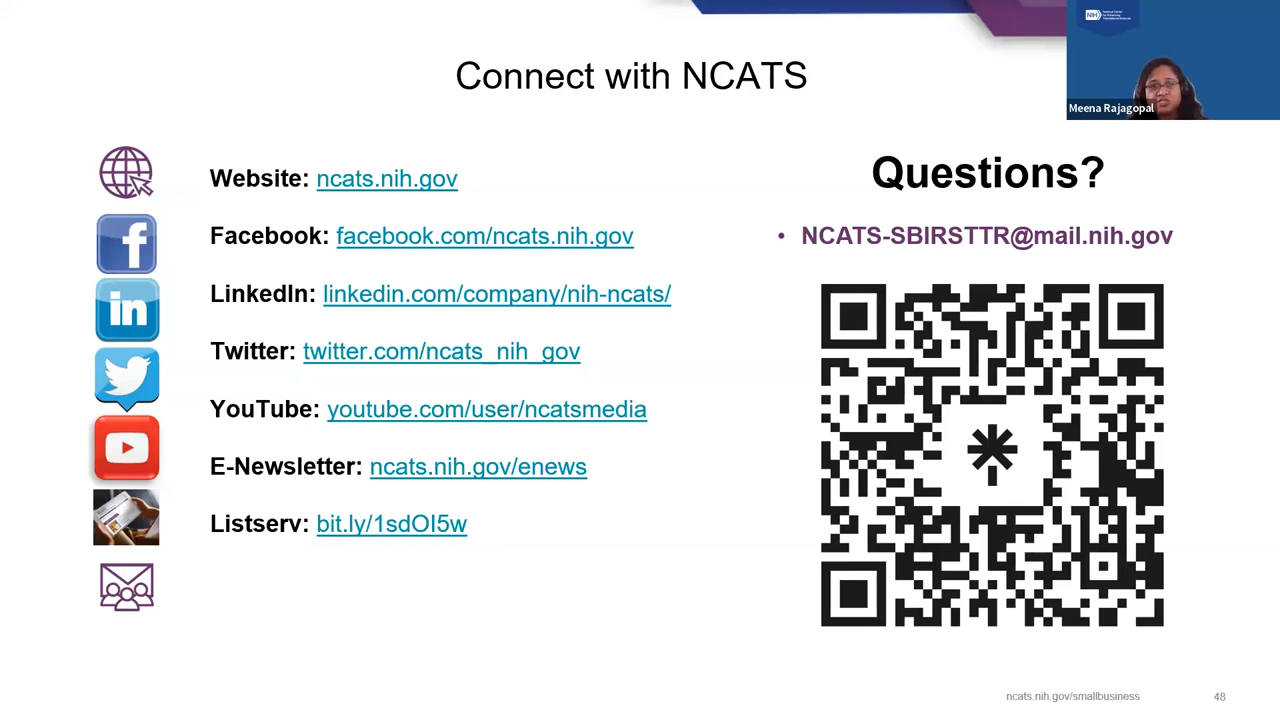 NIH
Meena Rajagopal
Connect with NCATS
Website: ncats.nih.gov
Facebook: facebook.com/ncats.nih.gov
LinkedIn: linkedin.com/company/nih-ncats/
Twitter: twitter.com/ncats_nih_gov
YouTube: youtube.com/user/ncatsmedia
E-Newsletter: ncats.nih.gov/enews
Listserv: bit.ly/1sdOI5w
Questions?
• NCATS-SBIRSTTR@mail.nih.gov
ncats.nih.gov/smallbusiness
48